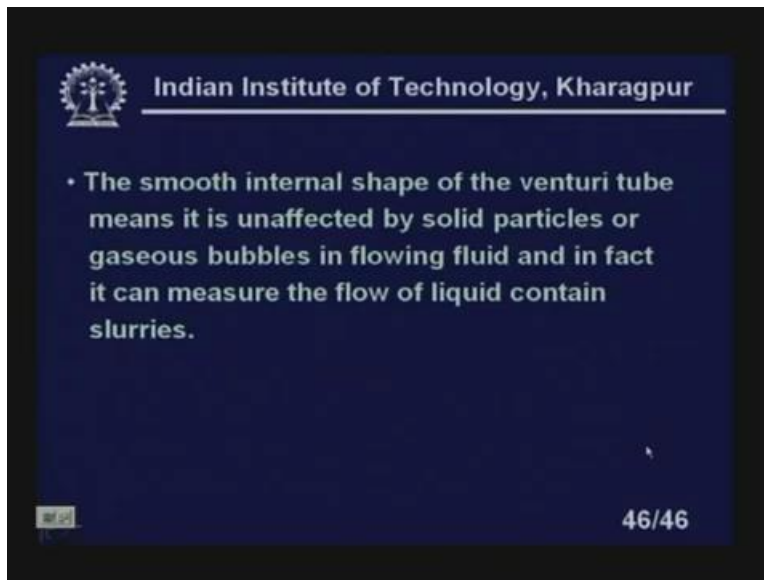 Indian Institute of Technology, Kharagpur
• The smooth internal shape of the venturi tube
means it is unaffected by solid particles or
gaseous bubbles in flowing fluid and in fact
it can measure the flow of liquid contain
slurries.
46/46